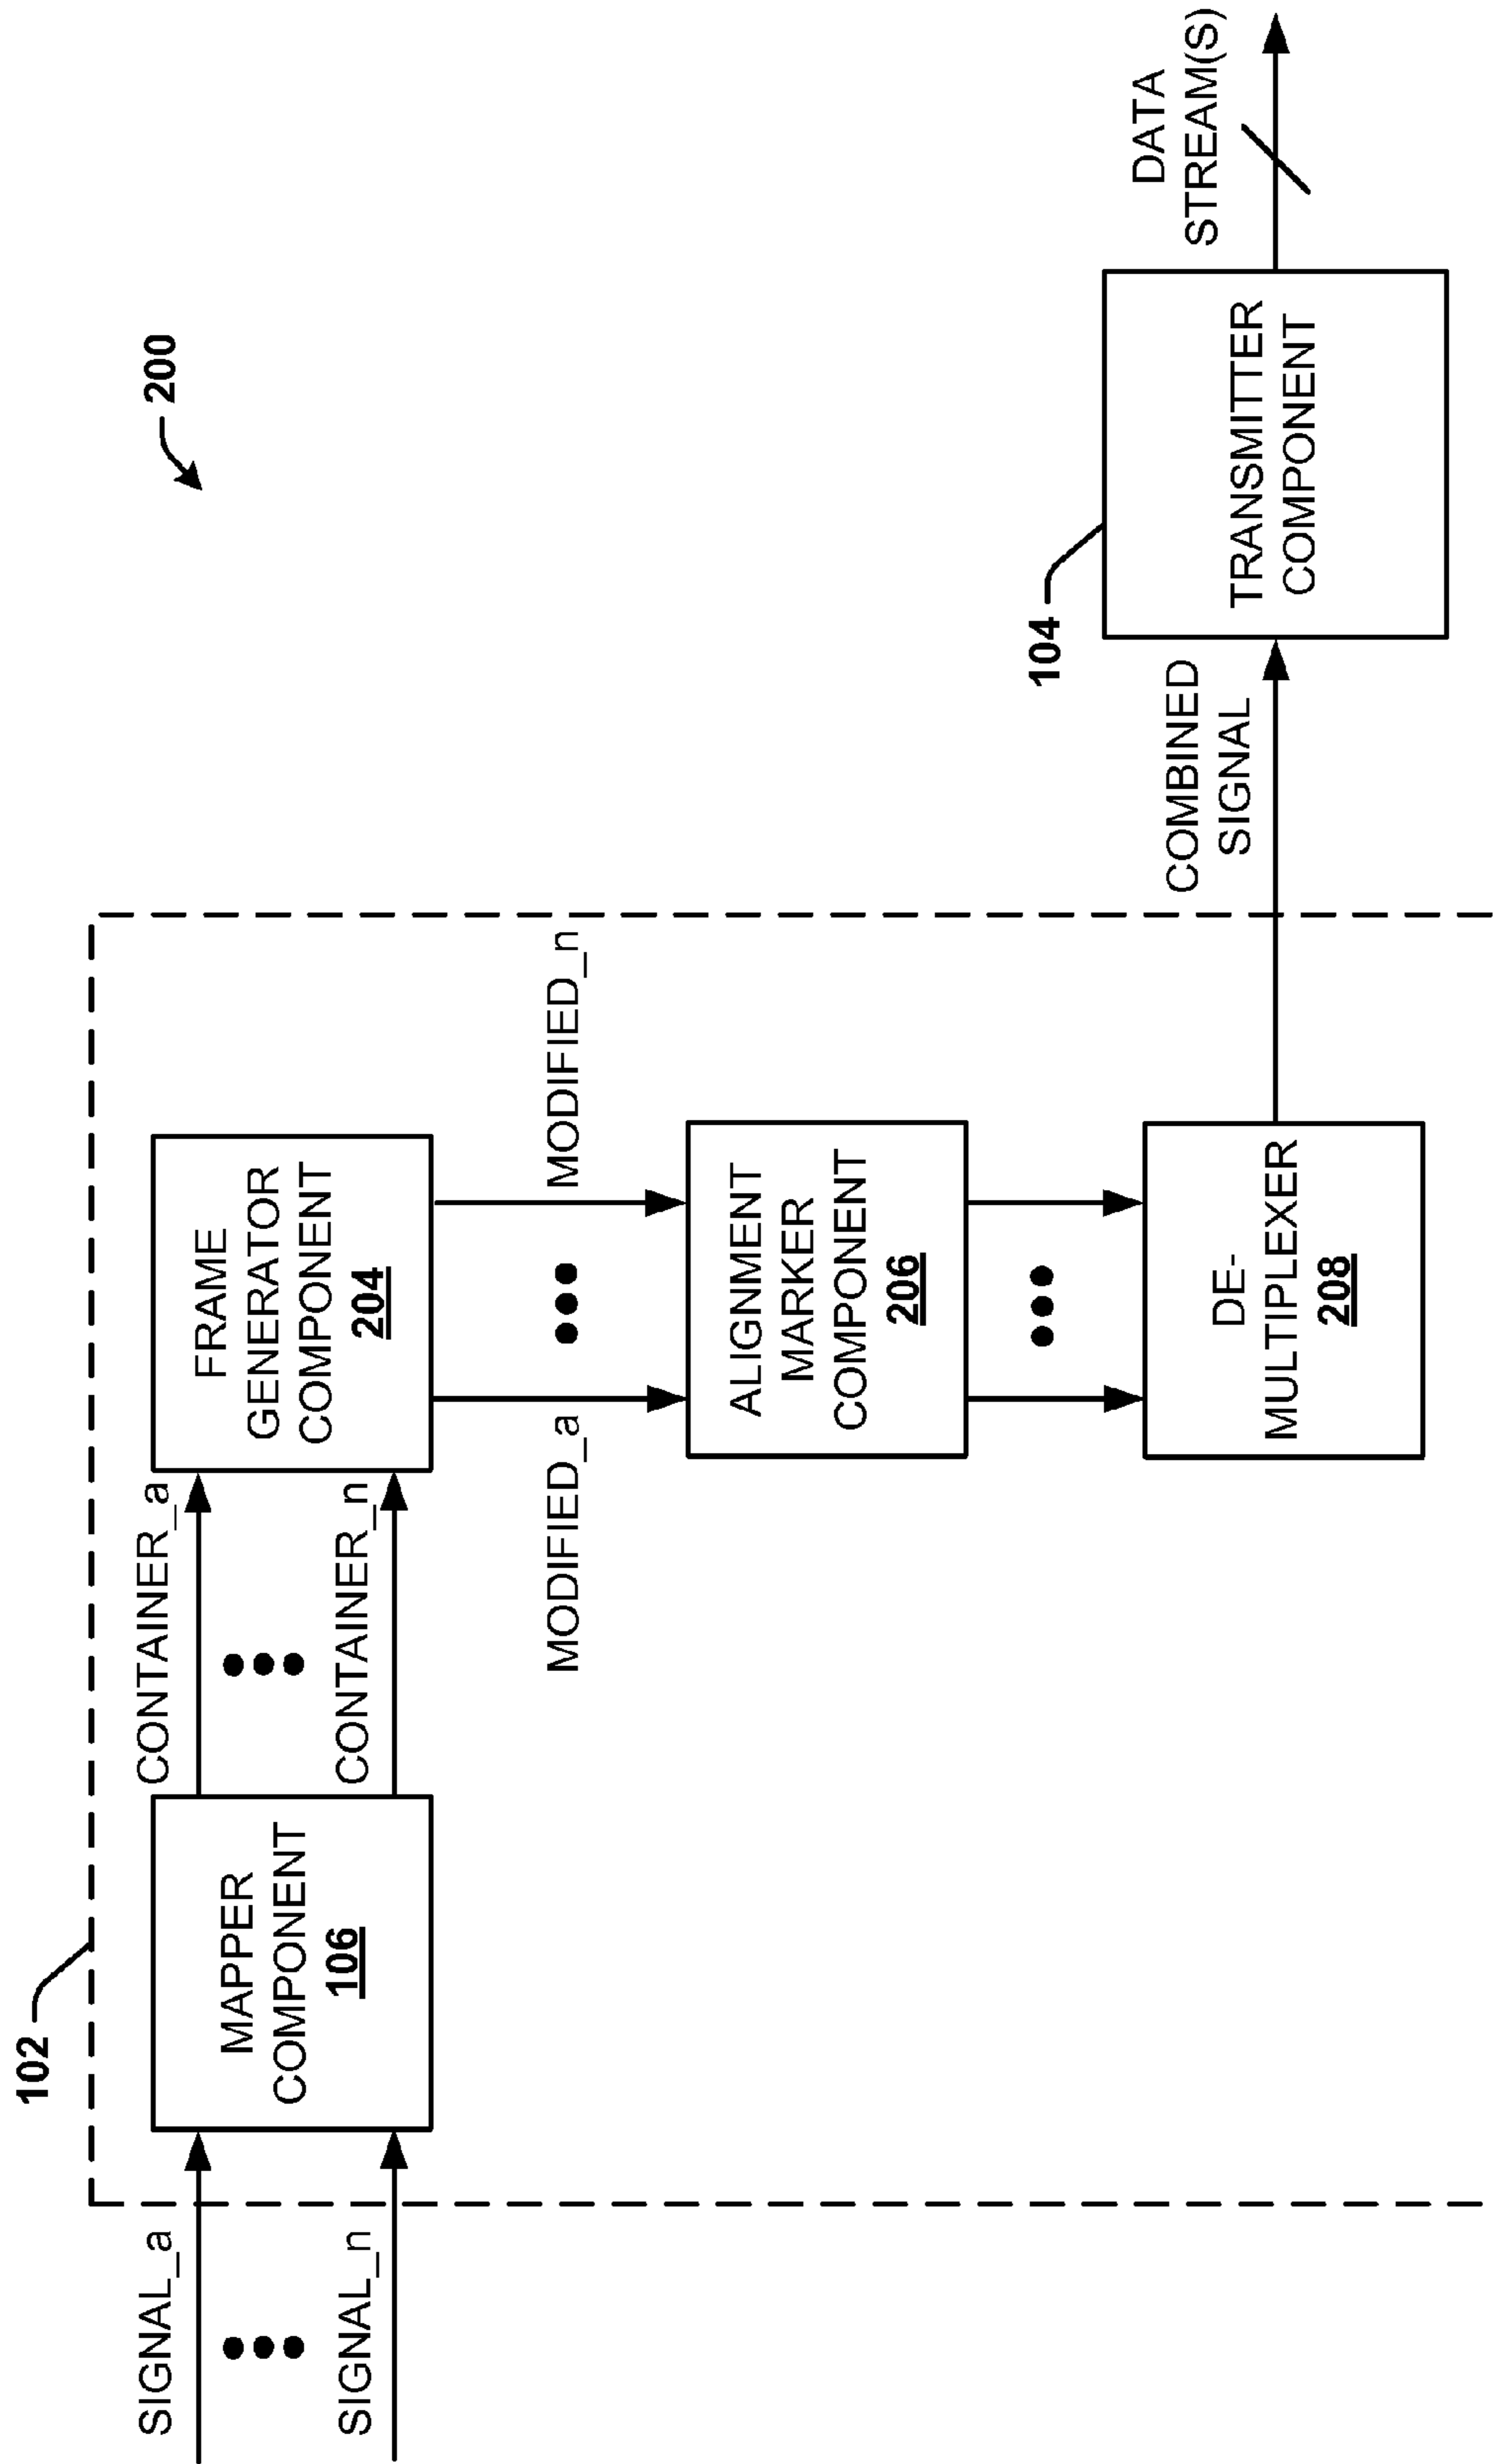 200
102
SIGNAL_a
SIGNAL_n
MAPPER
COMPONENT
106
CONTAINER_a
CONTAINER_n
FRAME
GENERATOR
COMPONENT
204
MODIFIED_a
MODIFIED_n
ALIGNMENT
MARKER
COMPONENT
206
DE-
MULTIPLEXER
208
COMBINED
SIGNAL
104
TRANSMITTER
COMPONENT
DATA
STREAM(S)